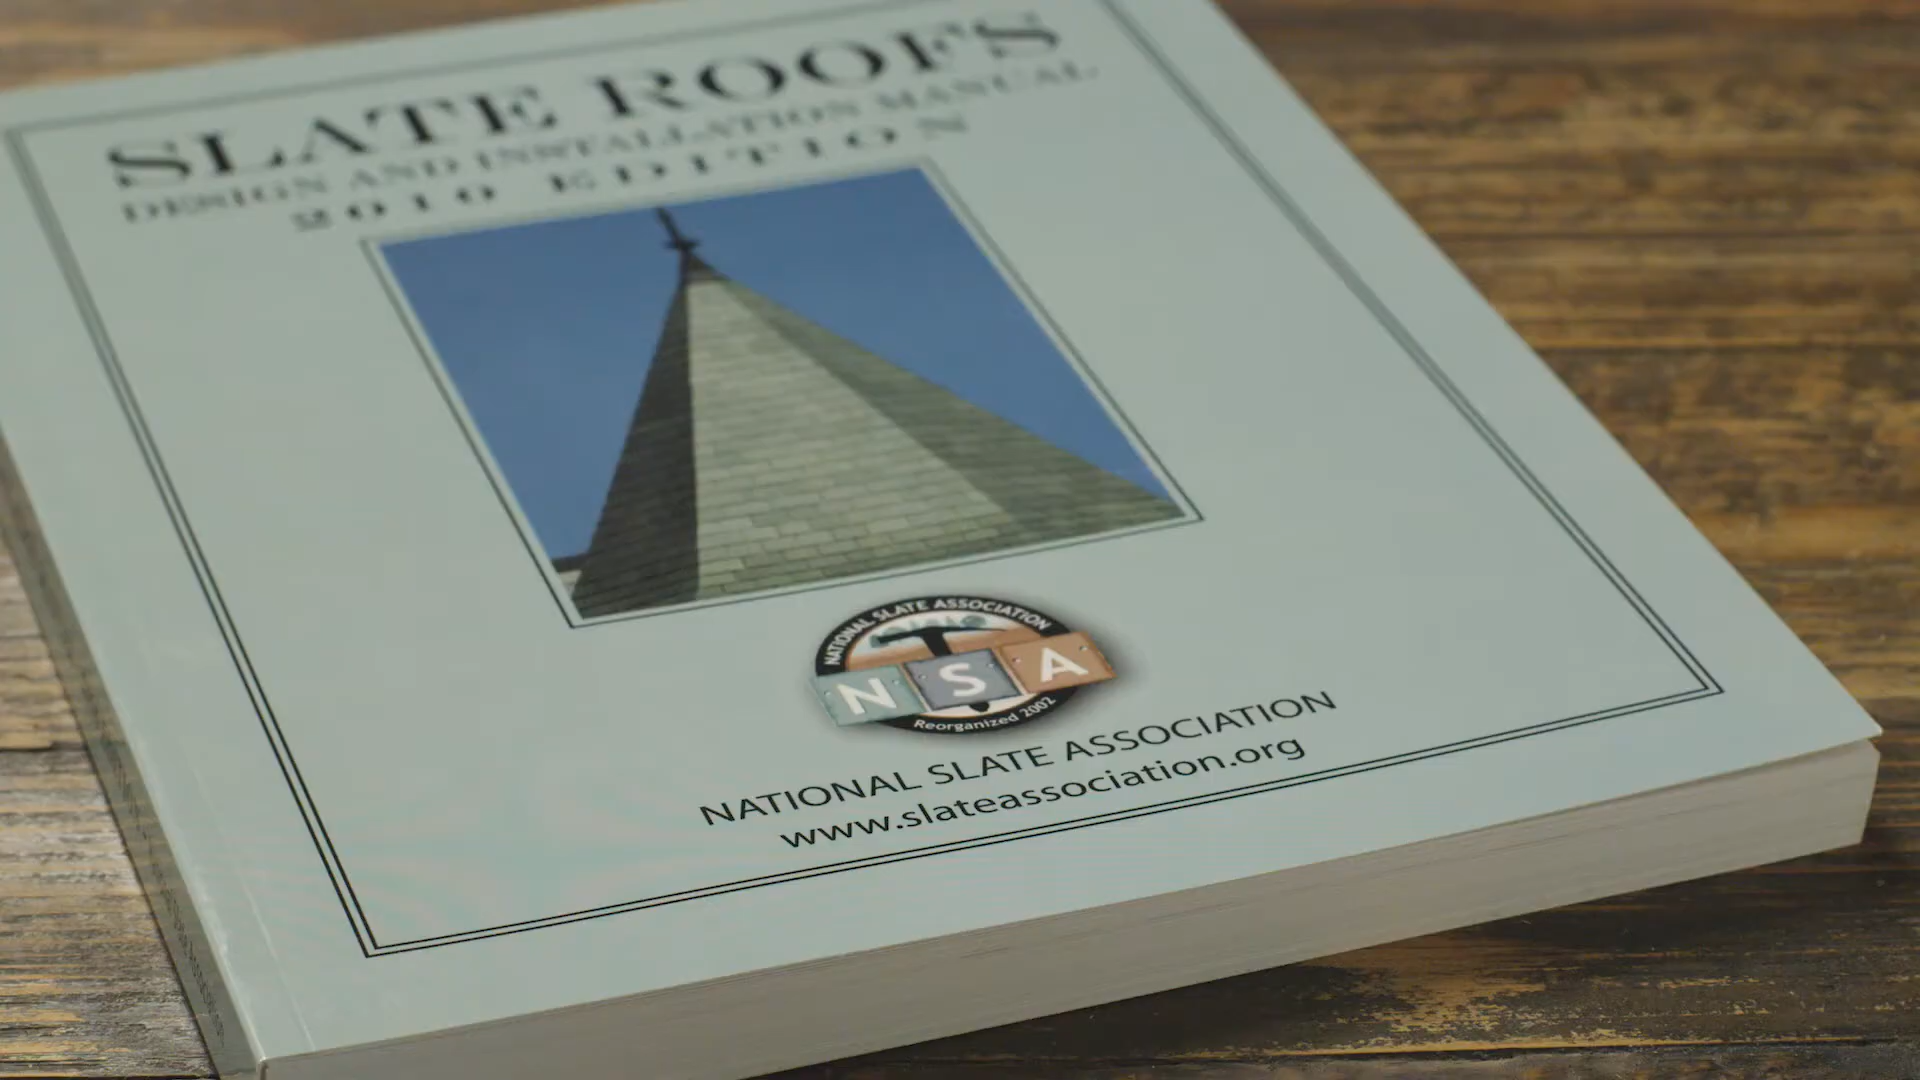 SLATE ROOFS
DESIGN AND INSTALLATION MANUAL
2010 EDITION
NATIONAL SLATE ASSOCIATION
N S A
Reorganized 2002
NATIONAL SLATE ASSOCIATION
www.slateassociation.org